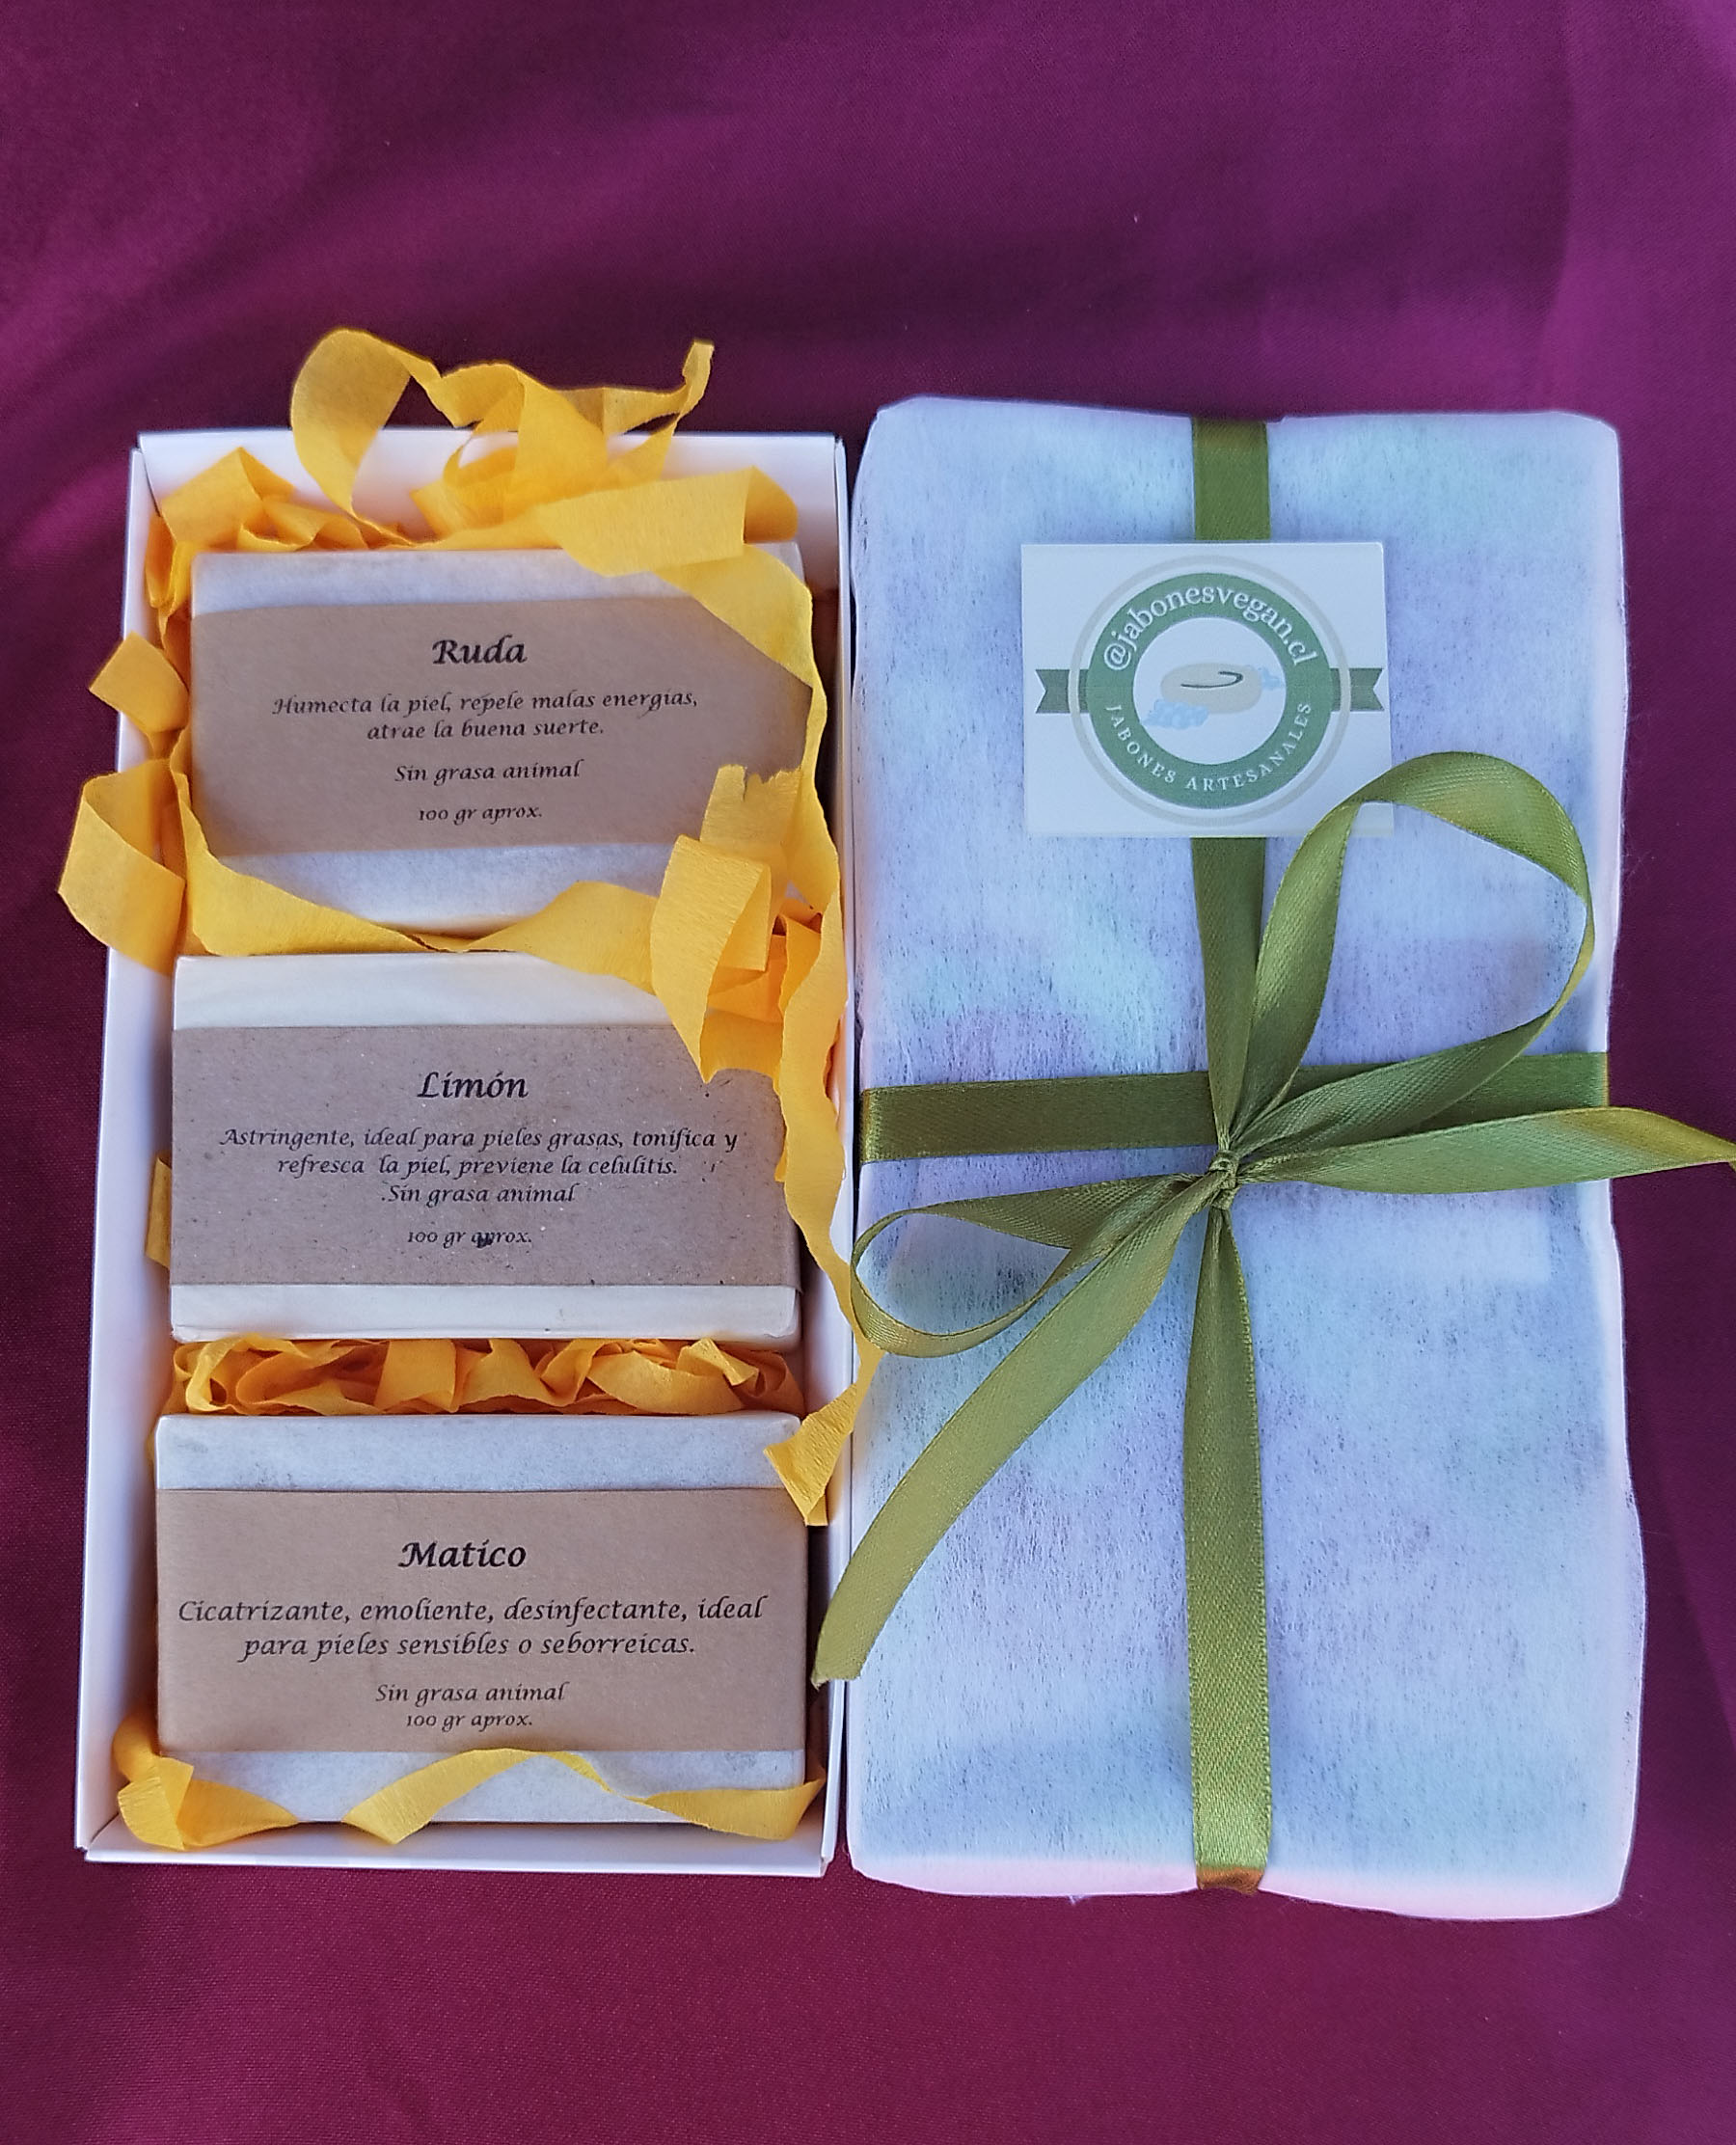 Ruda
Humecta la piel, repele malas energías,
atrae la buena suerte.
Sin grasa animal
100 gr aprox.
Limón
Astringente, ideal para pieles grasas, tonifica y
refresca la piel, previene la celulitis.
.Sin grasa animal
100 gr aprox.
Matico
Cicatrizante, emoliente, desinfectante, ideal
para pieles sensibles o seborreicas.
Sin grasa animal
100 gr aprox.
@jabonesvegan.cl
JABONES ARTESANALES